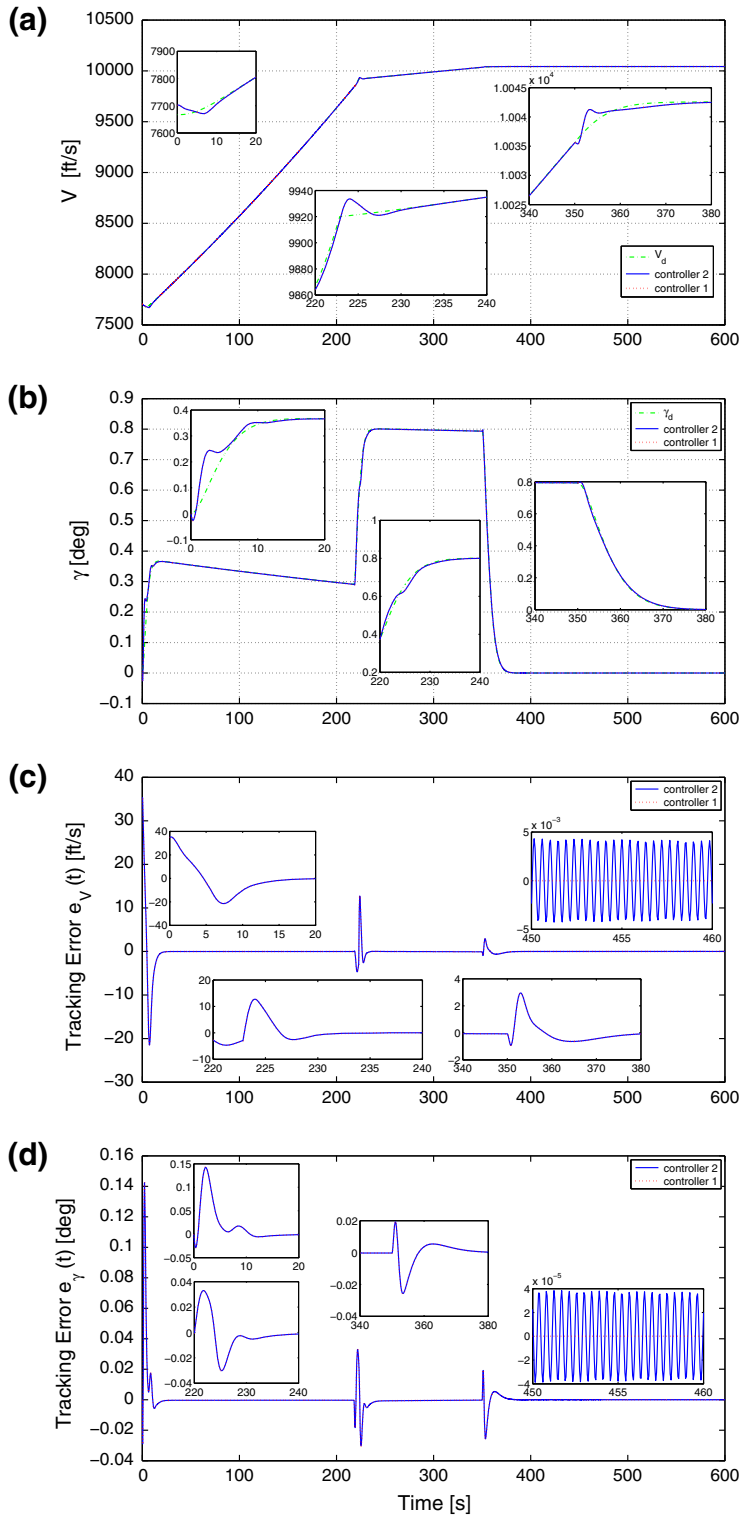 (a)
10500
10000
9500
9000
8500
8000
7500
V [ft/s]
7900
7800
7700
7600
0 10 20
9940
9920
9900
9880
9860
220 225 230 235 240
x 10^4
1.0045
1.004
1.0035
1.003
1.0025
340 350 360 370 380
V_d
controller 2
controller 1
0 100 200 300 400 500 600
(b)
0.9
0.8
0.7
0.6
0.5
0.4
0.3
0.2
0.1
0
−0.1
γ [deg]
0.4
0.3
0.2
0.1
0
−0.1
0 10 20
1
0.8
0.6
0.4
0.2
220 225 230 235 240
0.8
0.6
0.4
0.2
0
340 350 360 370 380
γ_d
controller 2
controller 1
0 100 200 300 400 500 600
(c)
40
30
20
10
0
−10
−20
−30
Tracking Error e_V (t) [ft/s]
40
20
0
−20
−40
0 5 10 15 20
20
10
0
−10
220 225 230 235 240
4
2
0
−2
340 350 360 370 380
x 10^−3
5
0
−5
450 455 460
controller 2
controller 1
0 100 200 300 400 500 600
(d)
0.16
0.14
0.12
0.1
0.08
0.06
0.04
0.02
0
−0.02
−0.04
Tracking Error e_γ (t) [deg]
0.15
0.1
0.05
0
−0.05
0 10 20
0.04
0.02
0
−0.02
−0.04
220 230 240
0.02
0
−0.02
−0.04
340 360 380
4 x 10^−5
2
0
−2
−4
450 455 460
controller 2
controller 1
0 100 200 300 400 500 600
Time [s]